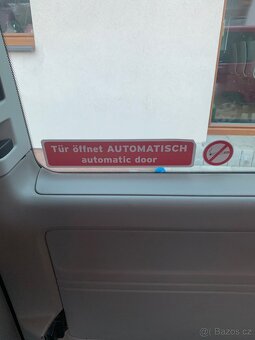 Tür öffnet AUTOMATISCH
automatic door
© Bazos.cz